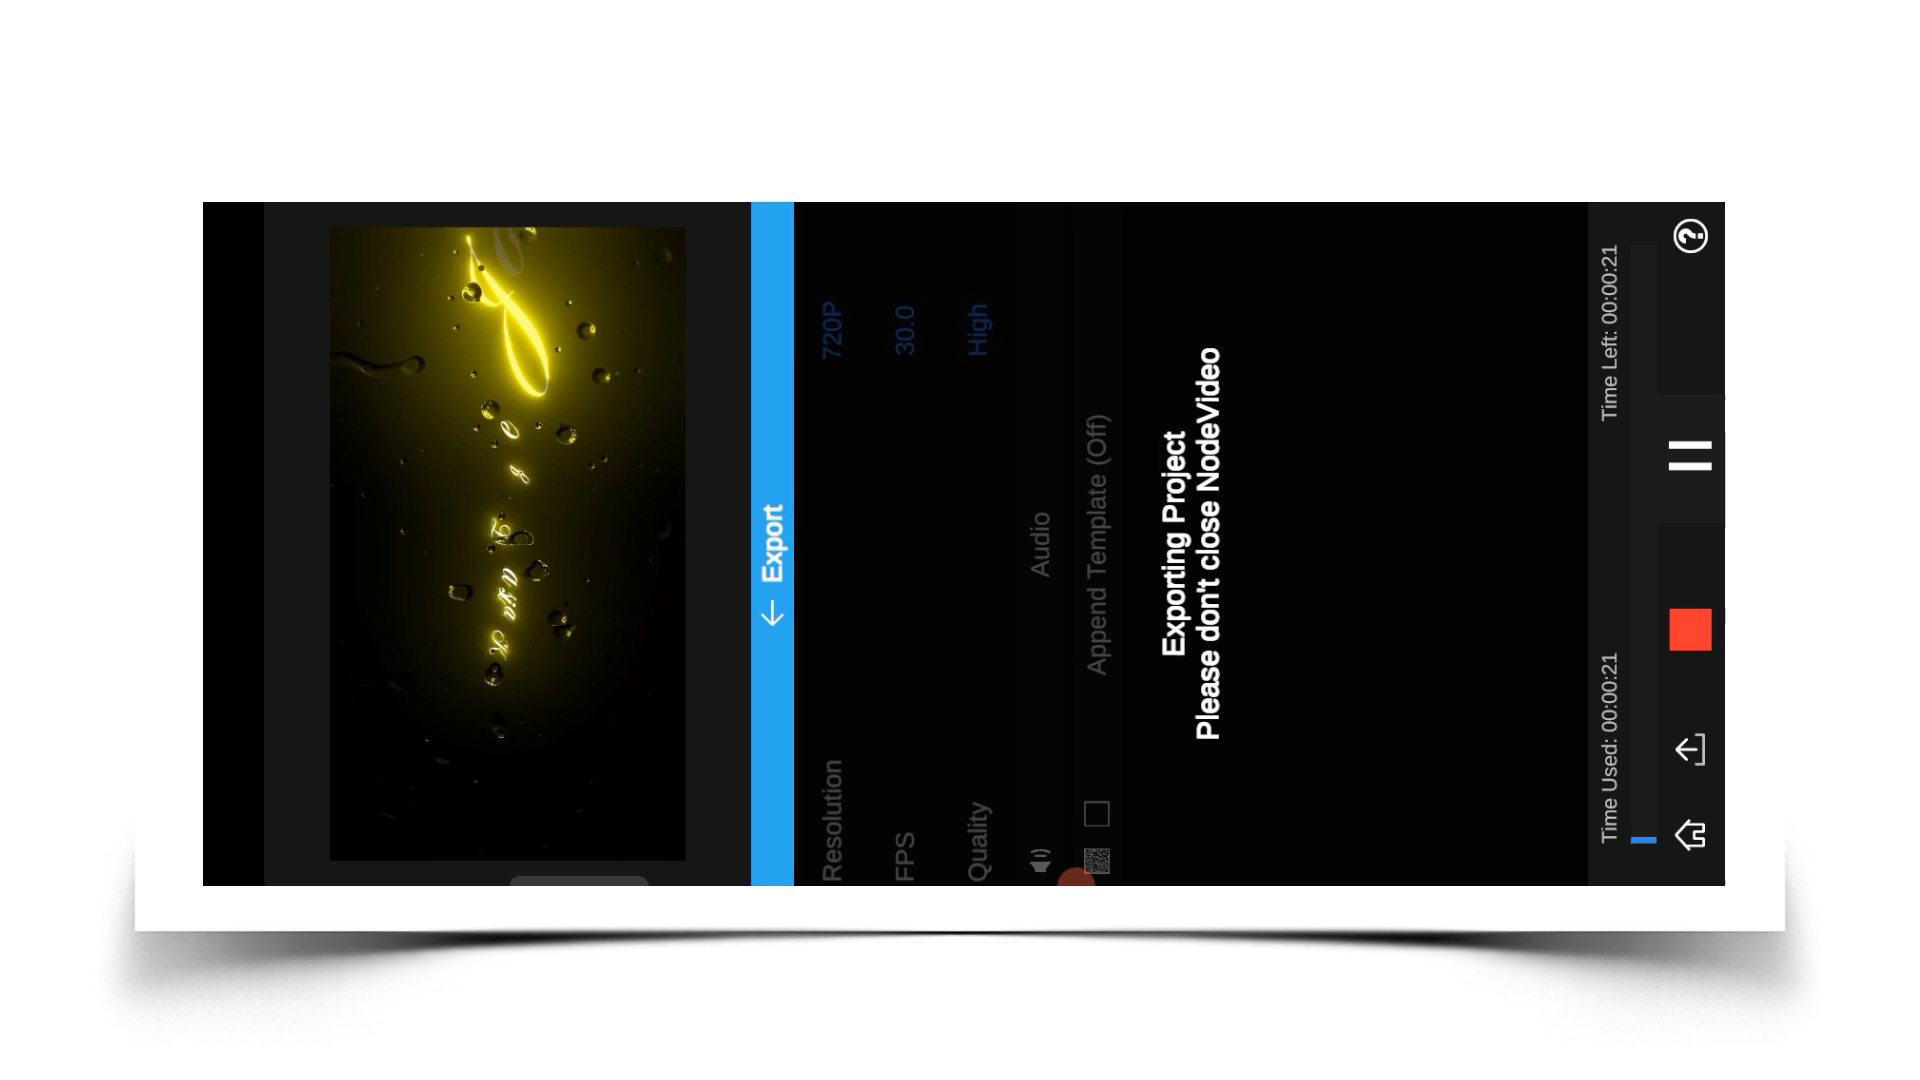 Export
Resolution 720P
FPS 30.0
Quality High
Audio
Append Template (Off)
Exporting Project
Please don't close NodeVideo
Time Used: 00:00:21 Time Left: 00:00:21